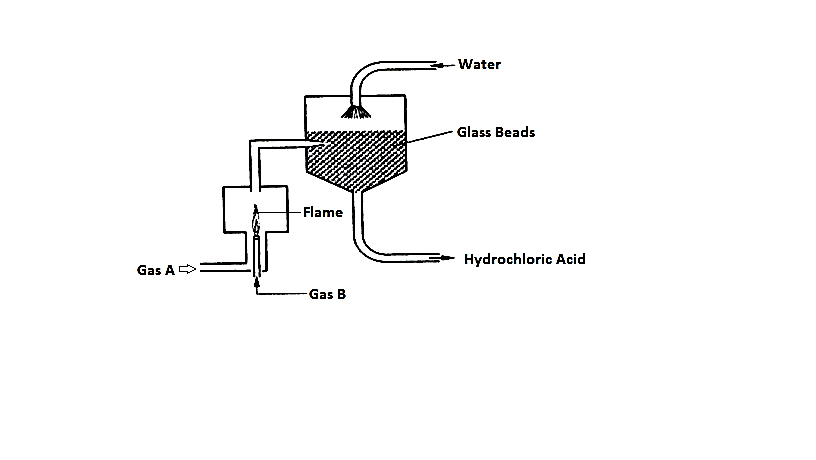 Water
Glass Beads
Flame
Hydrochloric Acid
Gas A
Gas B